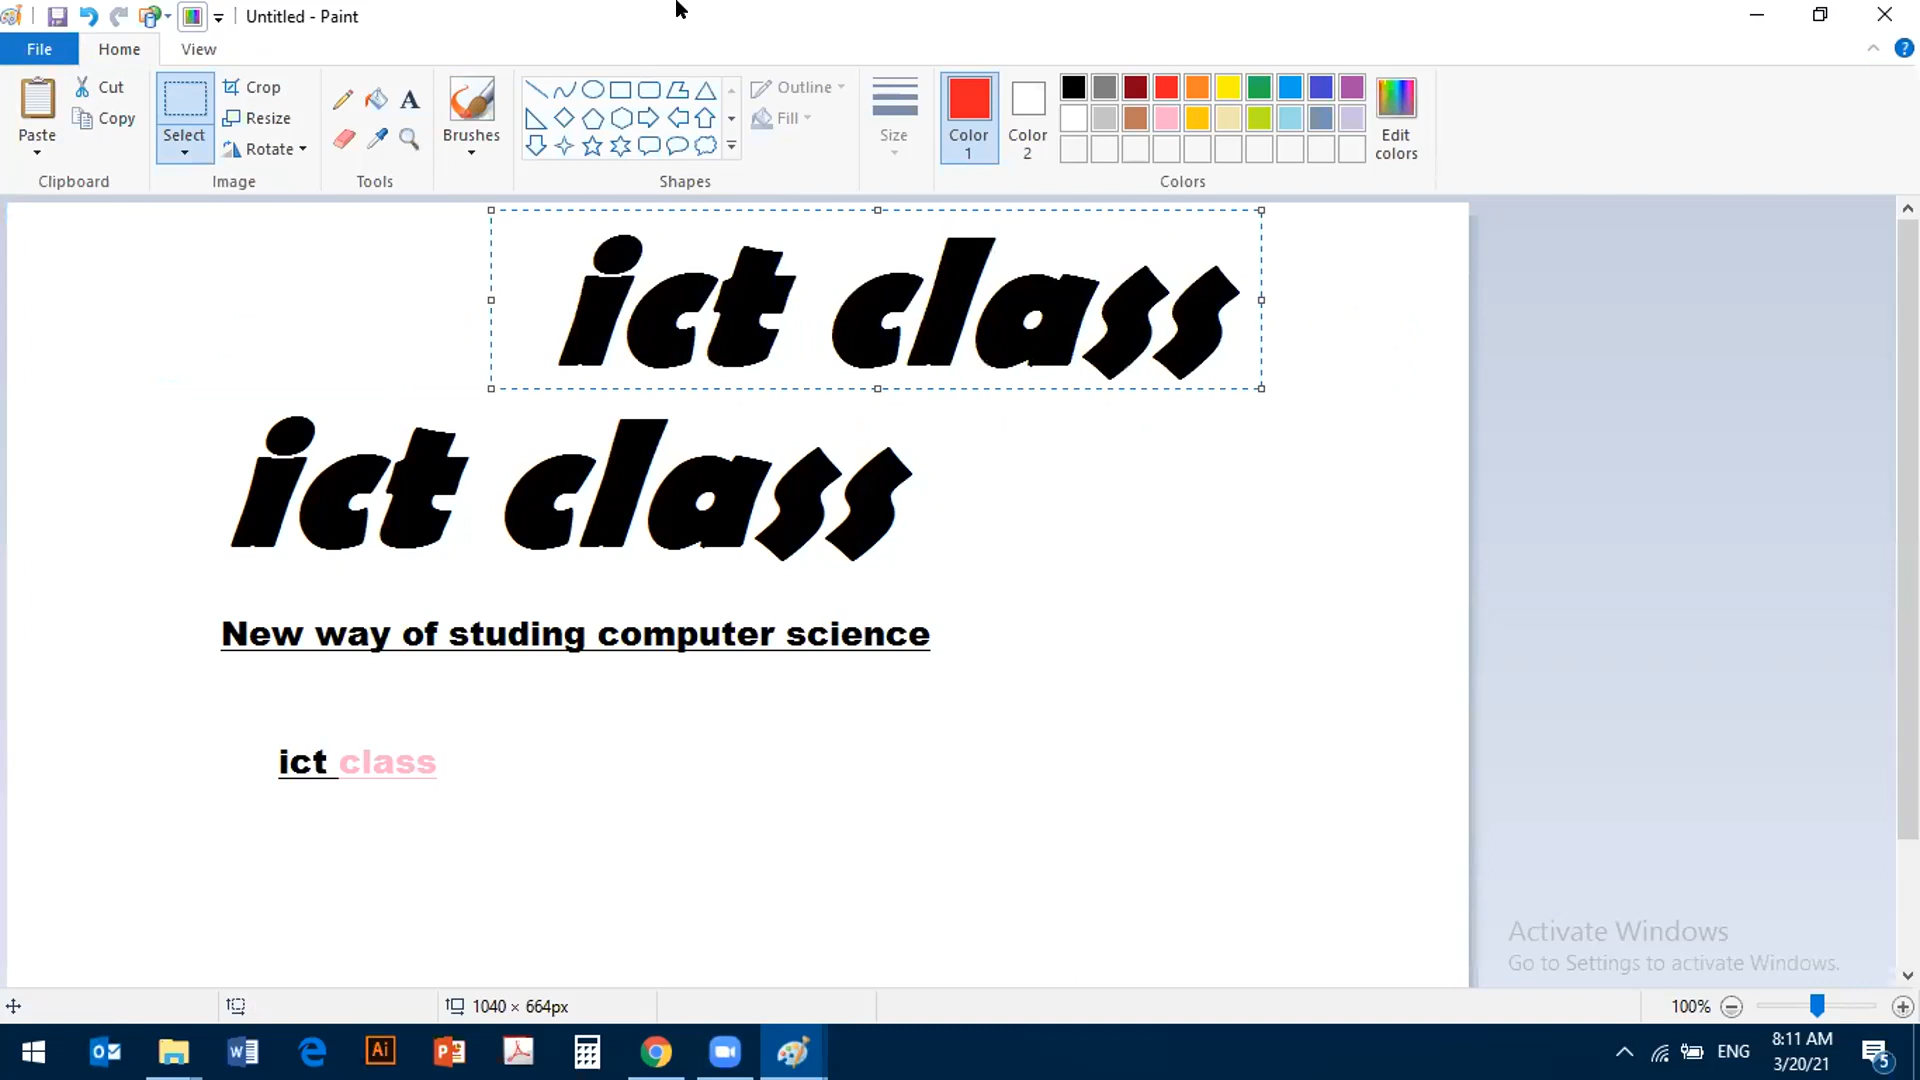 Untitled - Paint
File Home View
Paste Cut Copy Select Crop Resize Rotate A Brushes Outline Fill Size Color 1 Color 2 Edit colors
Clipboard Image Tools Shapes Colors
ict class
ict class
New way of studing computer science
ict class
Activate Windows
Go to Settings to activate Windows.
1040 × 664px 100%
Ai
ENG 8:11 AM
3/20/21 5